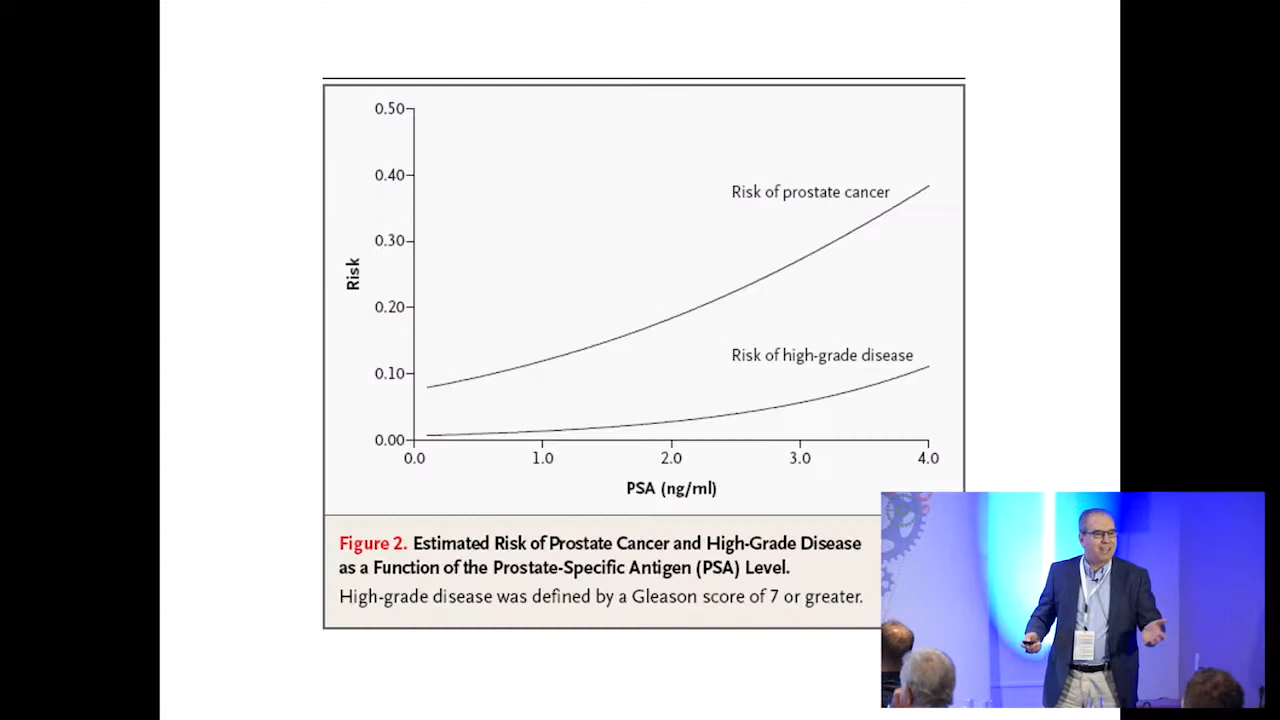 0.50
0.40
Risk of prostate cancer
0.30
Risk
0.20
Risk of high-grade disease
0.10
0.00
0.0 1.0 2.0 3.0 4.0
PSA (ng/ml)
Figure 2. Estimated Risk of Prostate Cancer and High-Grade Disease
as a Function of the Prostate-Specific Antigen (PSA) Level.
High-grade disease was defined by a Gleason score of 7 or greater.